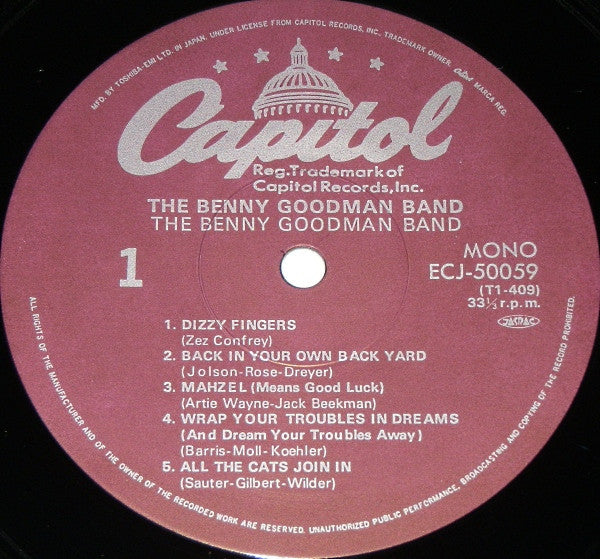 MFD. BY TOSHIBA-EMI LTD. IN JAPAN. UNDER LICENSE FROM CAPITOL RECORDS, INC. TRADEMARK OWNER. Capitol MARCA REG.
Capitol
Reg. Trademark of
Capitol Records, Inc.
THE BENNY GOODMAN BAND
THE BENNY GOODMAN BAND
1
MONO
ECJ-50059
(T1-409)
33⅓ r.p.m.
JASRAC
1. DIZZY FINGERS
(Zez Confrey)
2. BACK IN YOUR OWN BACK YARD
(Jolson-Rose-Dreyer)
3. MAHZEL (Means Good Luck)
(Artie Wayne-Jack Beekman)
4. WRAP YOUR TROUBLES IN DREAMS
(And Dream Your Troubles Away)
(Barris-Moll-Koehler)
5. ALL THE CATS JOIN IN
(Sauter-Gilbert-Wilder)
ALL RIGHTS OF THE MANUFACTURER AND OF THE OWNER OF THE RECORDED WORK ARE RESERVED. UNAUTHORIZED PUBLIC PERFORMANCE, BROADCASTING AND COPYING OF THE RECORD PROHIBITED.